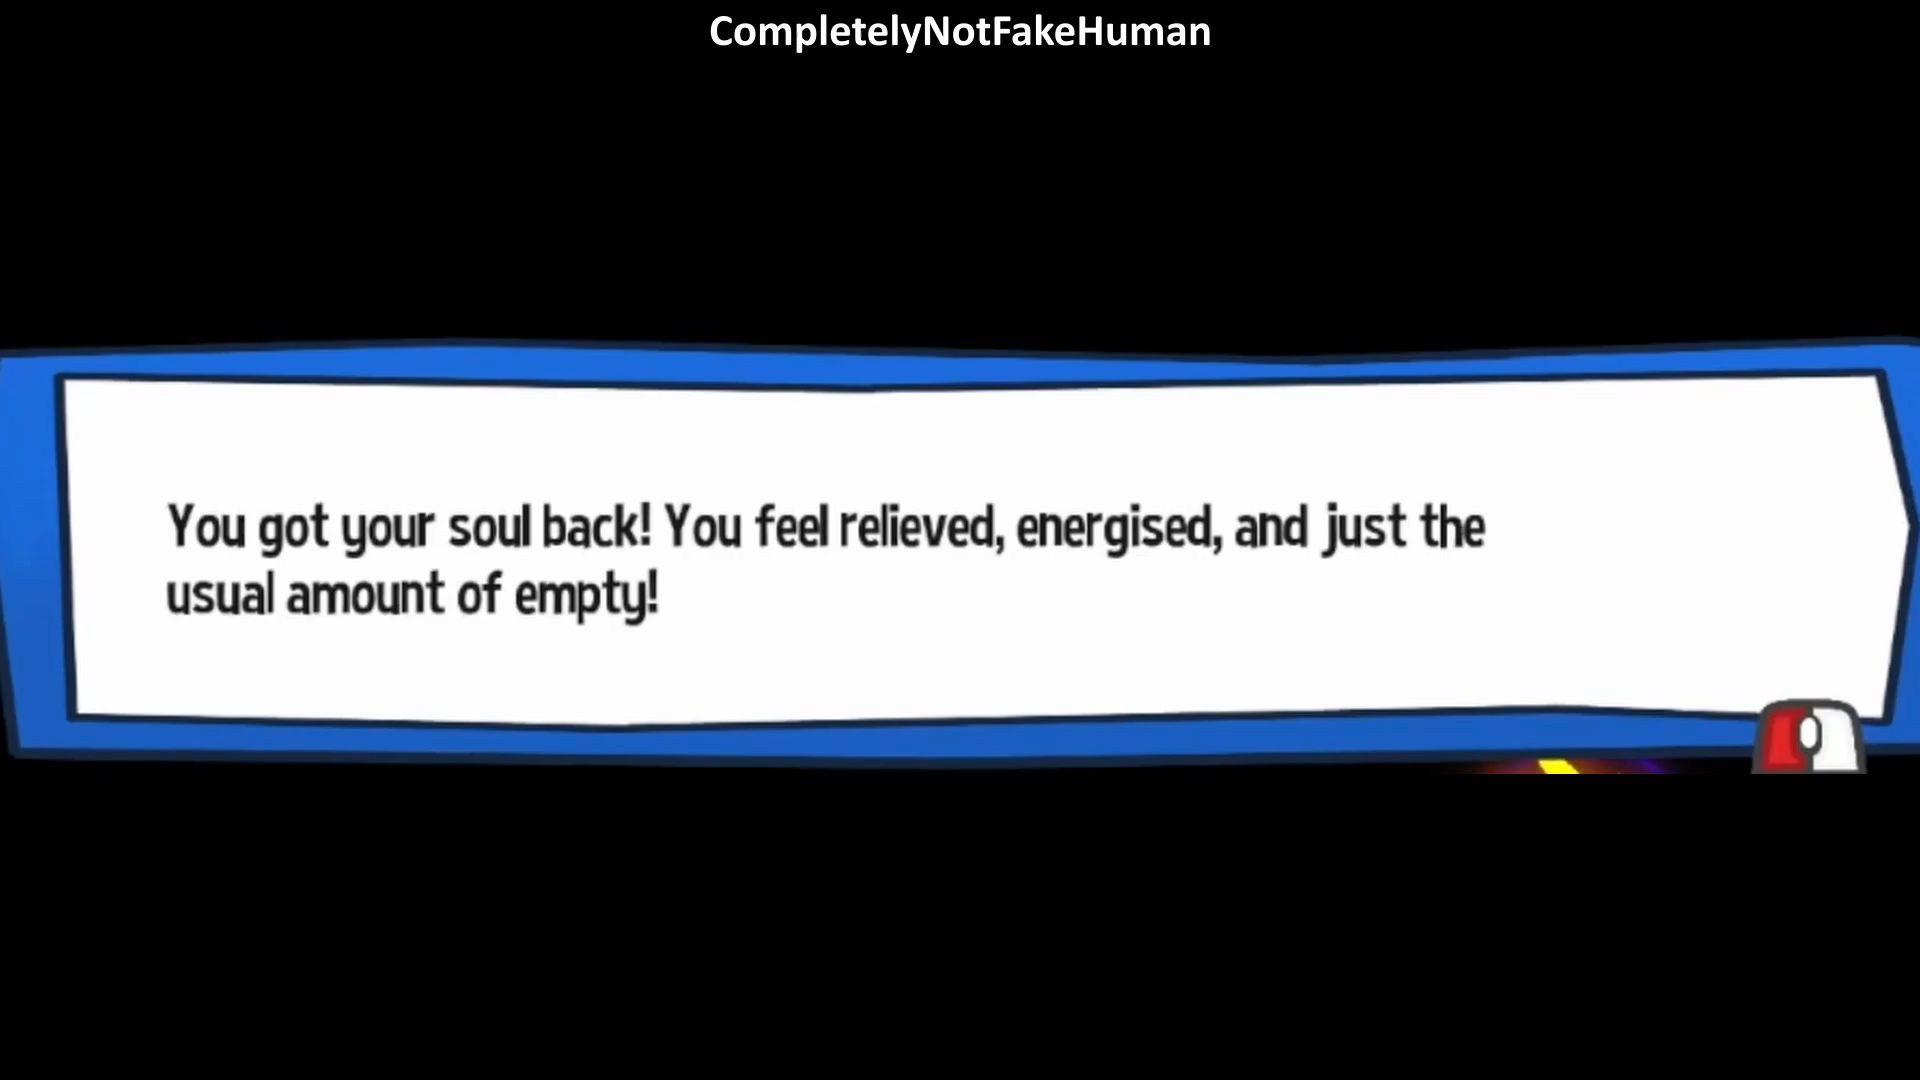 CompletelyNotFakeHuman
You got your soul back! You feel relieved, energised, and just the
usual amount of empty!